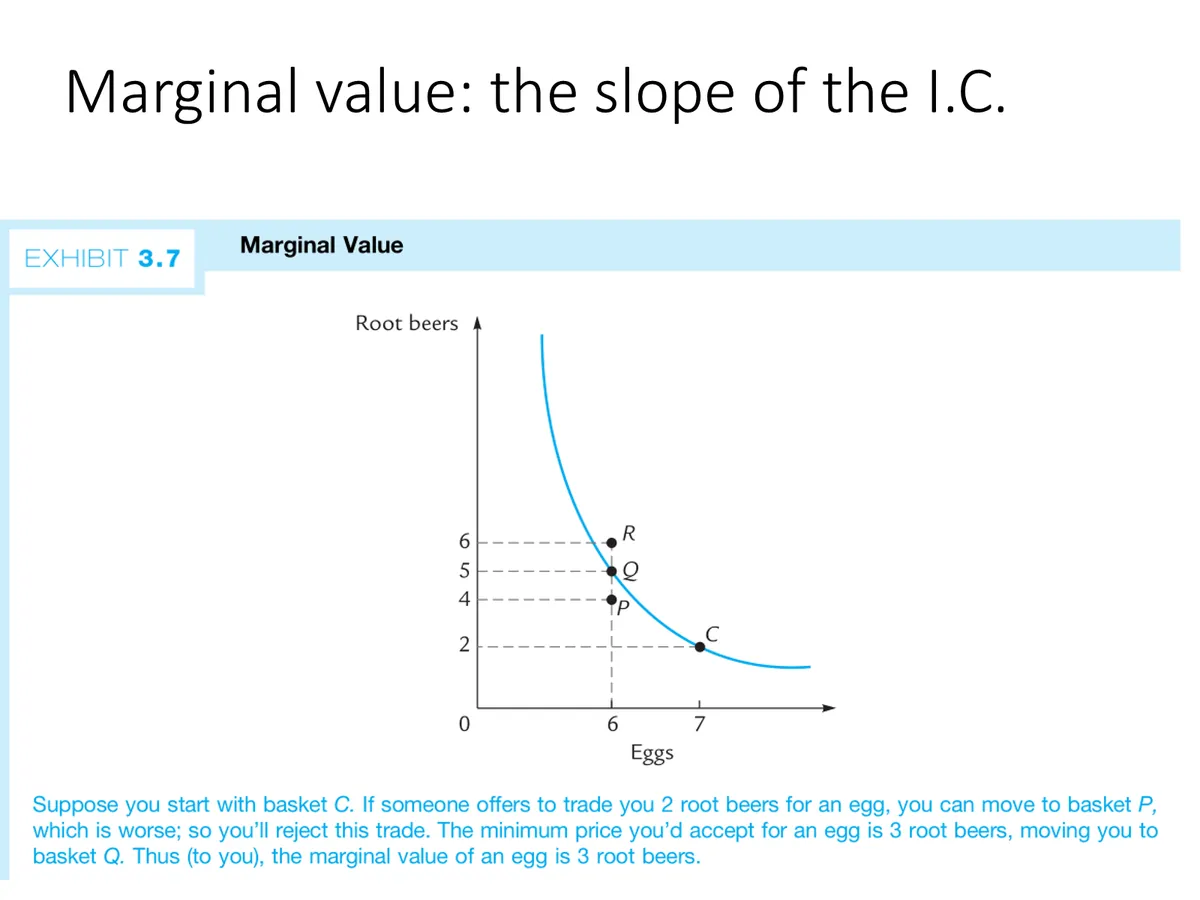 Marginal value: the slope of the I.C.
EXHIBIT 3.7
Marginal Value
Root beers
6
R
5
Q
4
P
2
C
0
6
7
Eggs
Suppose you start with basket C. If someone offers to trade you 2 root beers for an egg, you can move to basket P,
which is worse; so you’ll reject this trade. The minimum price you’d accept for an egg is 3 root beers, moving you to
basket Q. Thus (to you), the marginal value of an egg is 3 root beers.